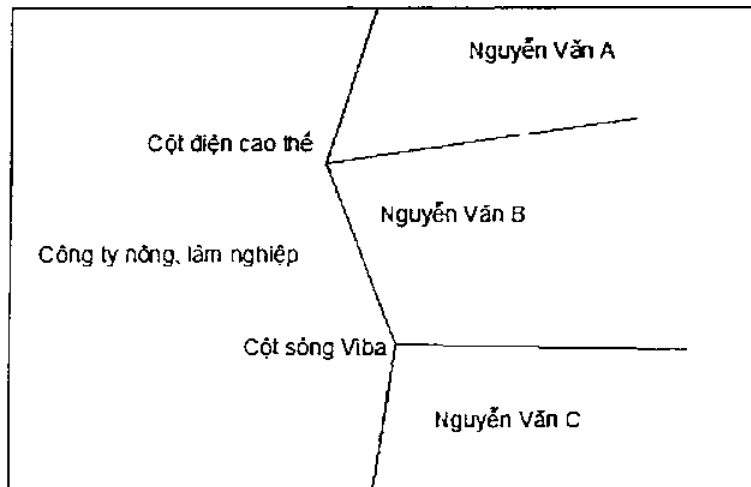 Nguyễn Văn A
Cột điện cao thế
Nguyễn Văn B
Công ty nông, lâm nghiệp
Cột sóng Viba
Nguyễn Văn C